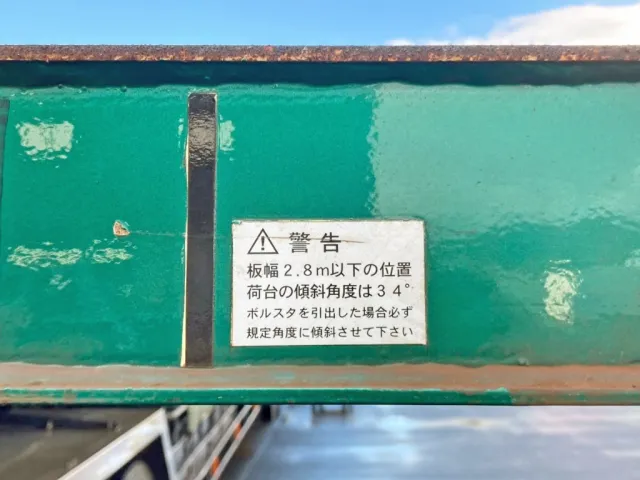 ⚠ 警告
板幅2.8m以下の位置
荷台の傾斜角度は34°
ボルスタを引出した場合必ず
規定角度に傾斜させて下さい